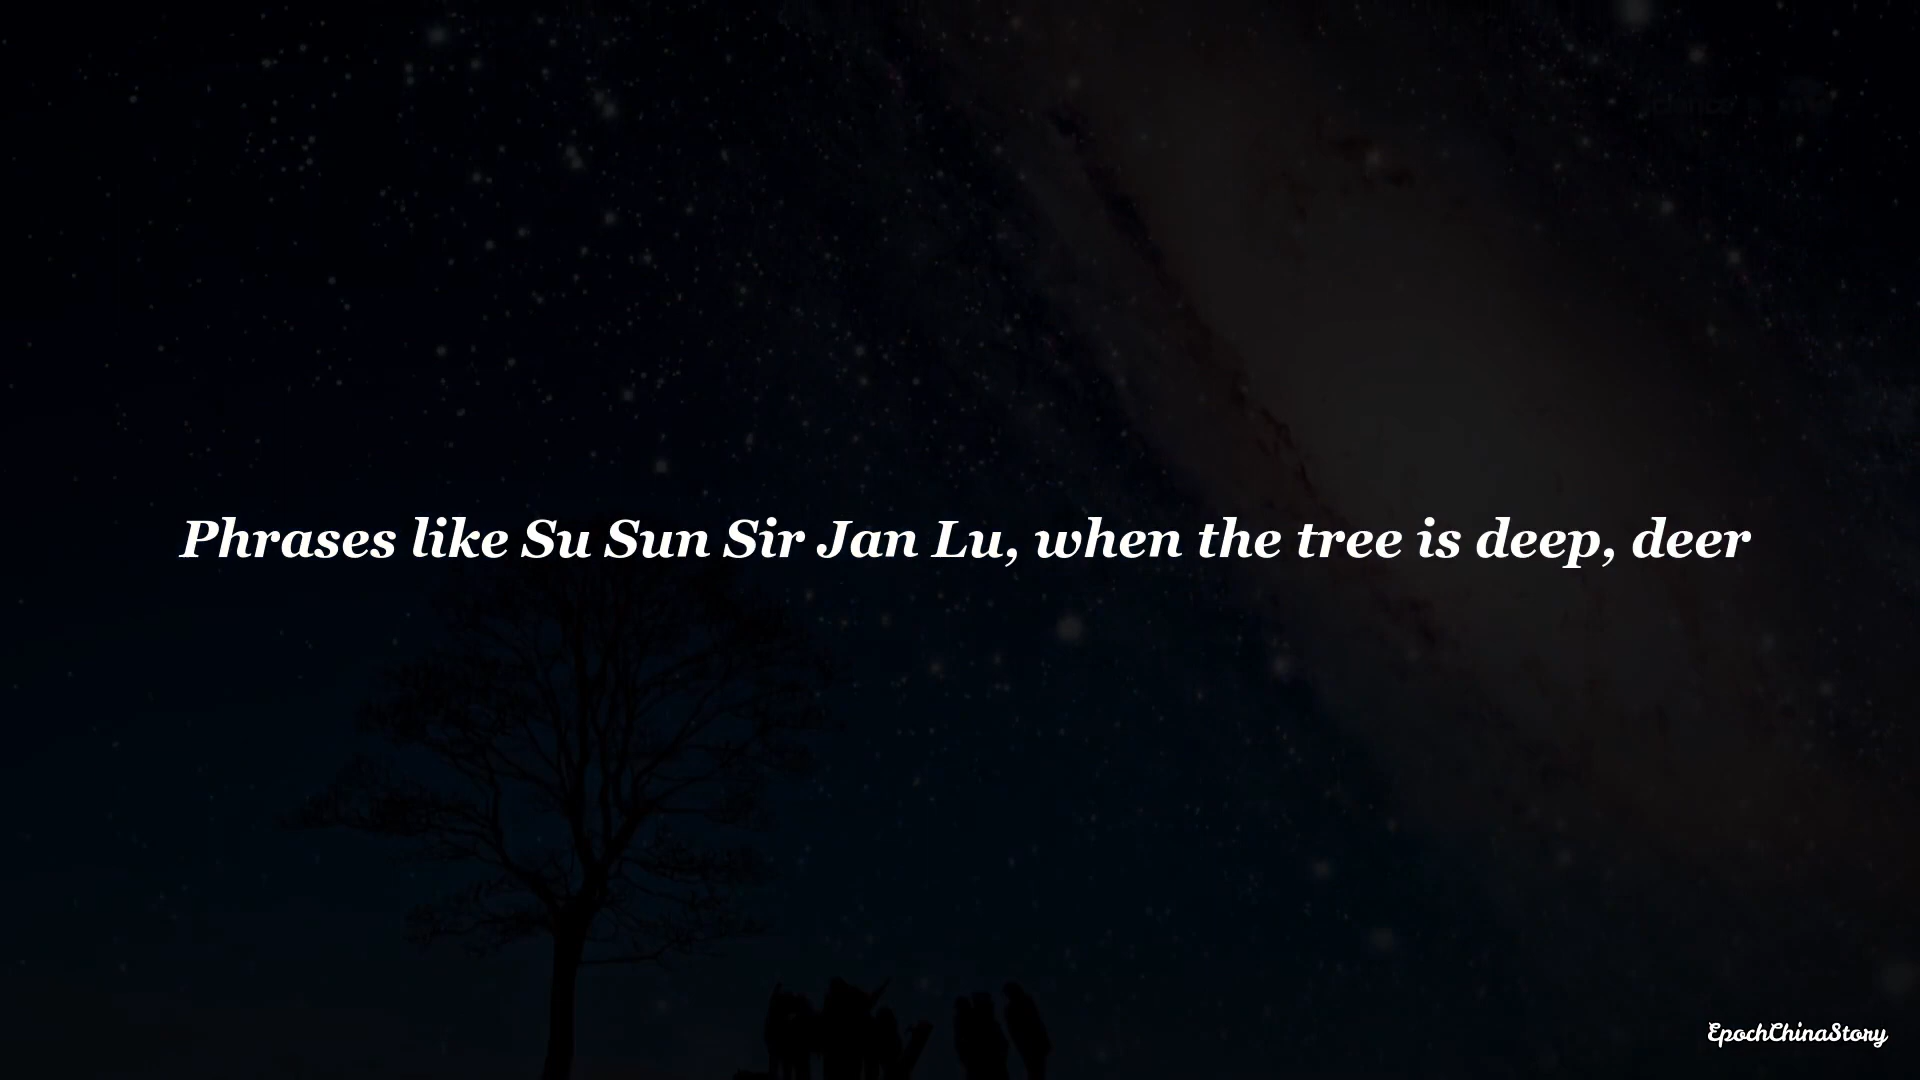 Phrases like Su Sun Sir Jan Lu, when the tree is deep, deer
EpochChinaStory